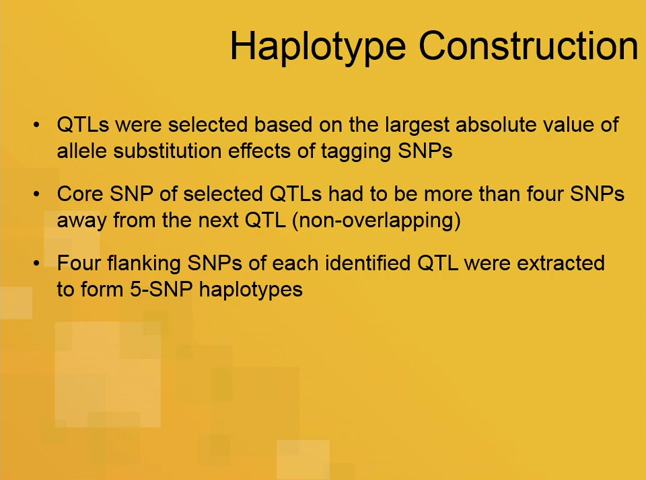 Haplotype Construction
• QTLs were selected based on the largest absolute value of
allele substitution effects of tagging SNPs
• Core SNP of selected QTLs had to be more than four SNPs
away from the next QTL (non-overlapping)
• Four flanking SNPs of each identified QTL were extracted
to form 5-SNP haplotypes